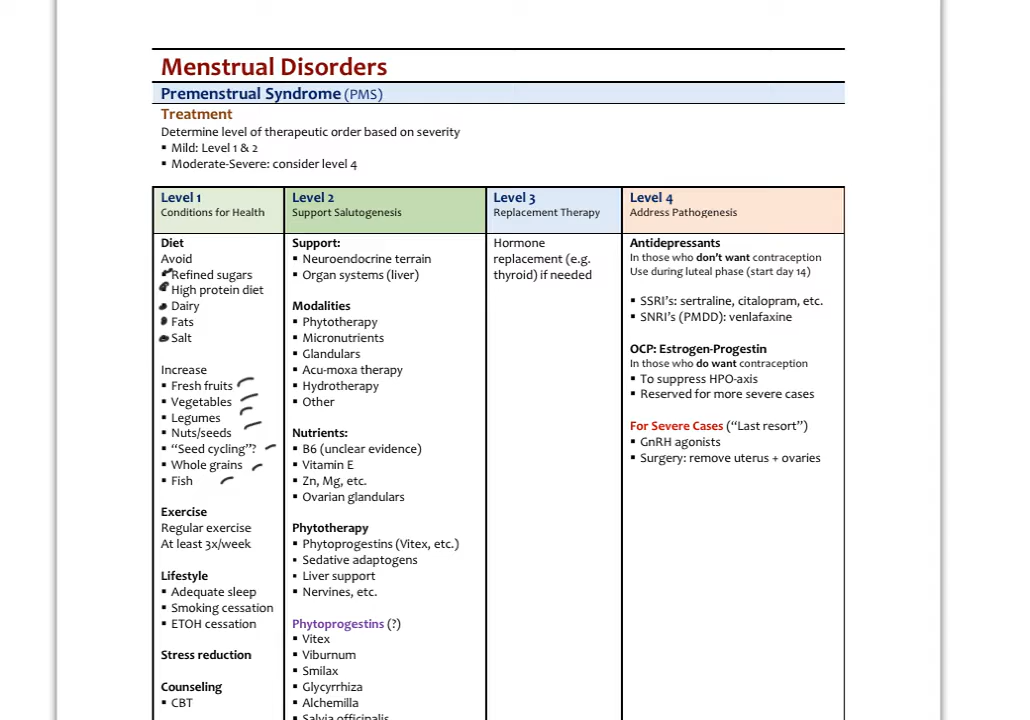 Menstrual Disorders
Premenstrual Syndrome (PMS)
Treatment
Determine level of therapeutic order based on severity
▪ Mild: Level 1 & 2
▪ Moderate-Severe: consider level 4
Level 1
Conditions for Health
Diet
Avoid
Refined sugars
High protein diet
Dairy
Fats
Salt
Increase
▪ Fresh fruits
▪ Vegetables
▪ Legumes
▪ Nuts/seeds
▪ “Seed cycling”?
▪ Whole grains
▪ Fish
Exercise
Regular exercise
At least 3x/week
Lifestyle
▪ Adequate sleep
▪ Smoking cessation
▪ ETOH cessation
Stress reduction
Counseling
▪ CBT
Level 2
Support Salutogenesis
Support:
▪ Neuroendocrine terrain
▪ Organ systems (liver)
Modalities
▪ Phytotherapy
▪ Micronutrients
▪ Glandulars
▪ Acu-moxa therapy
▪ Hydrotherapy
▪ Other
Nutrients:
▪ B6 (unclear evidence)
▪ Vitamin E
▪ Zn, Mg, etc.
▪ Ovarian glandulars
Phytotherapy
▪ Phytoprogestins (Vitex, etc.)
▪ Sedative adaptogens
▪ Liver support
▪ Nervines, etc.
Phytoprogestins (?)
▪ Vitex
▪ Viburnum
▪ Smilax
▪ Glycyrrhiza
▪ Alchemilla
▪ Salvia officinalis
Level 3
Replacement Therapy
Hormone
replacement (e.g.
thyroid) if needed
Level 4
Address Pathogenesis
Antidepressants
In those who don’t want contraception
Use during luteal phase (start day 14)
▪ SSRI’s: sertraline, citalopram, etc.
▪ SNRI’s (PMDD): venlafaxine
OCP: Estrogen-Progestin
In those who do want contraception
▪ To suppress HPO-axis
▪ Reserved for more severe cases
For Severe Cases (“Last resort”)
▪ GnRH agonists
▪ Surgery: remove uterus + ovaries